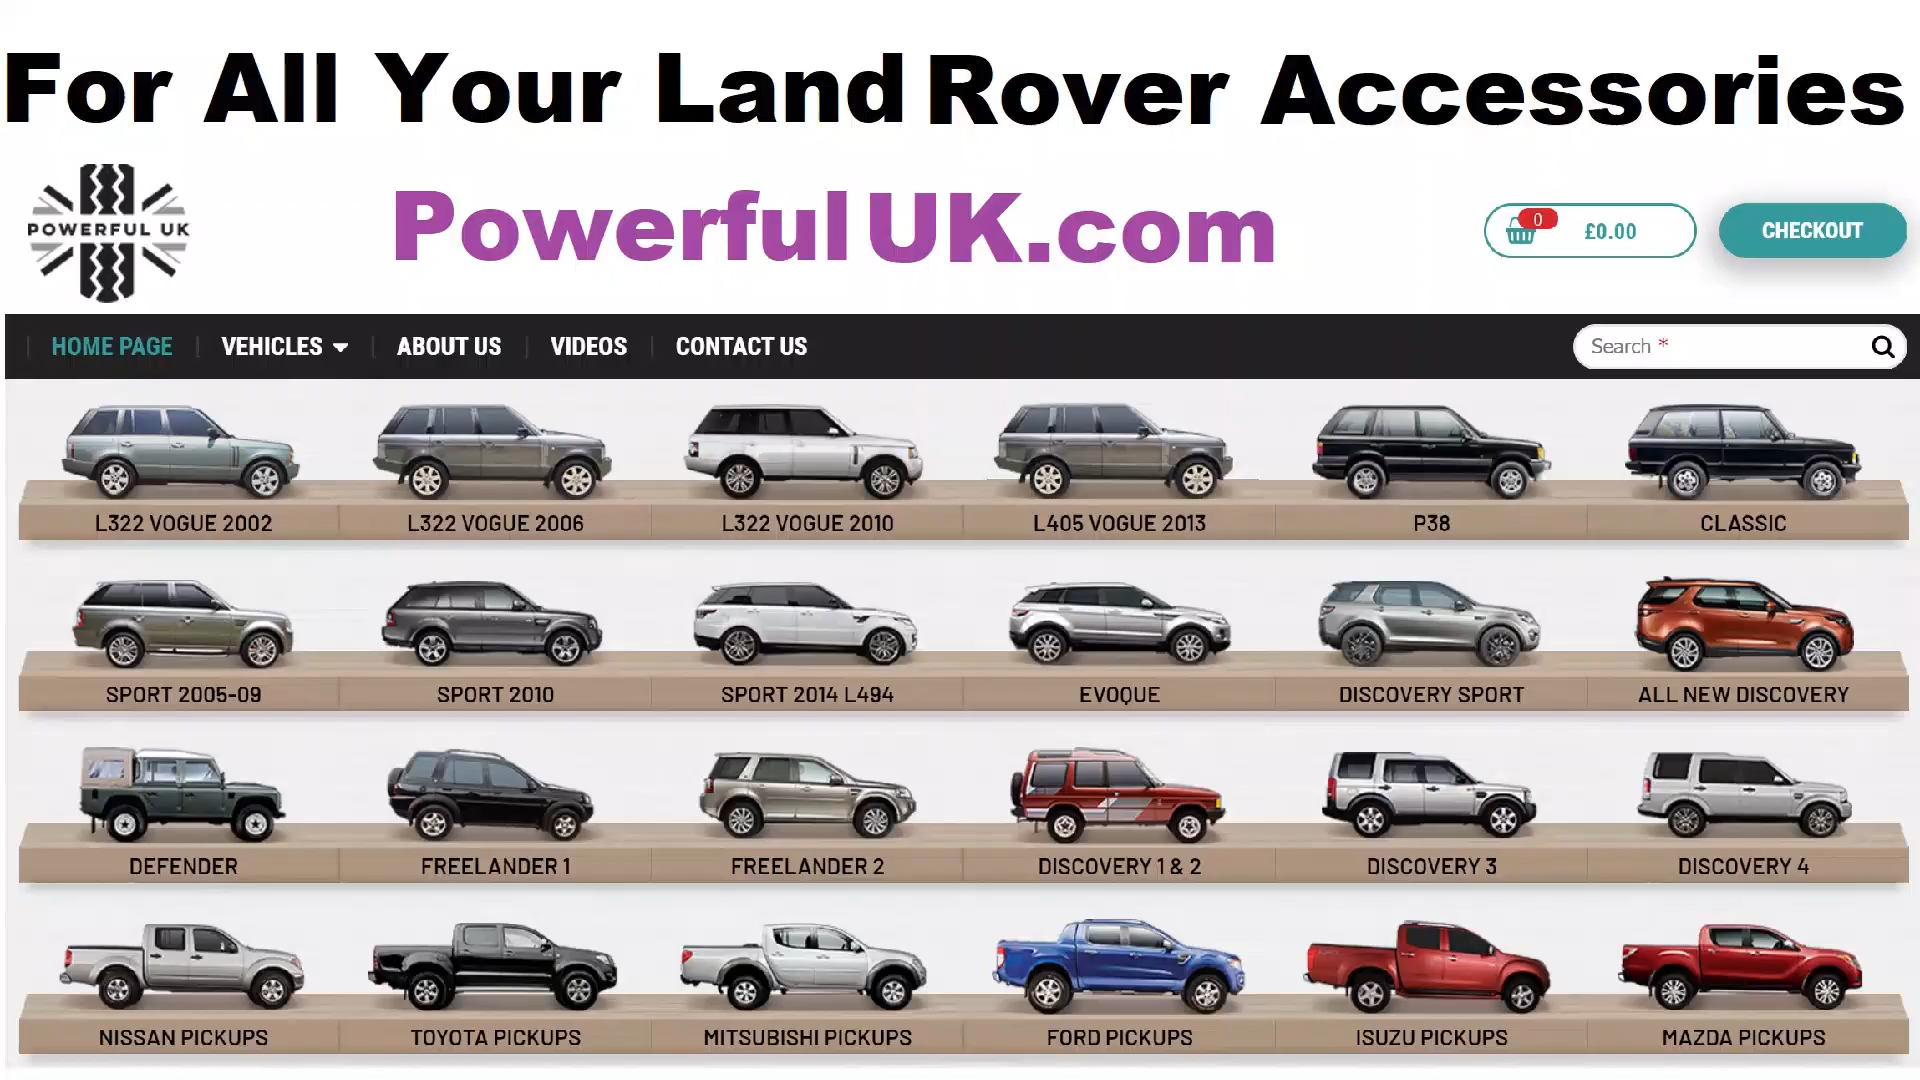 For All Your Land Rover Accessories
POWERFUL UK
PowerfulUK.com
0
£0.00
CHECKOUT
HOME PAGE
VEHICLES
ABOUT US
VIDEOS
CONTACT US
Search *
L322 VOGUE 2002
L322 VOGUE 2006
L322 VOGUE 2010
L405 VOGUE 2013
P38
CLASSIC
SPORT 2005-09
SPORT 2010
SPORT 2014 L494
EVOQUE
DISCOVERY SPORT
ALL NEW DISCOVERY
DEFENDER
FREELANDER 1
FREELANDER 2
DISCOVERY 1 & 2
DISCOVERY 3
DISCOVERY 4
NISSAN PICKUPS
TOYOTA PICKUPS
MITSUBISHI PICKUPS
FORD PICKUPS
ISUZU PICKUPS
MAZDA PICKUPS